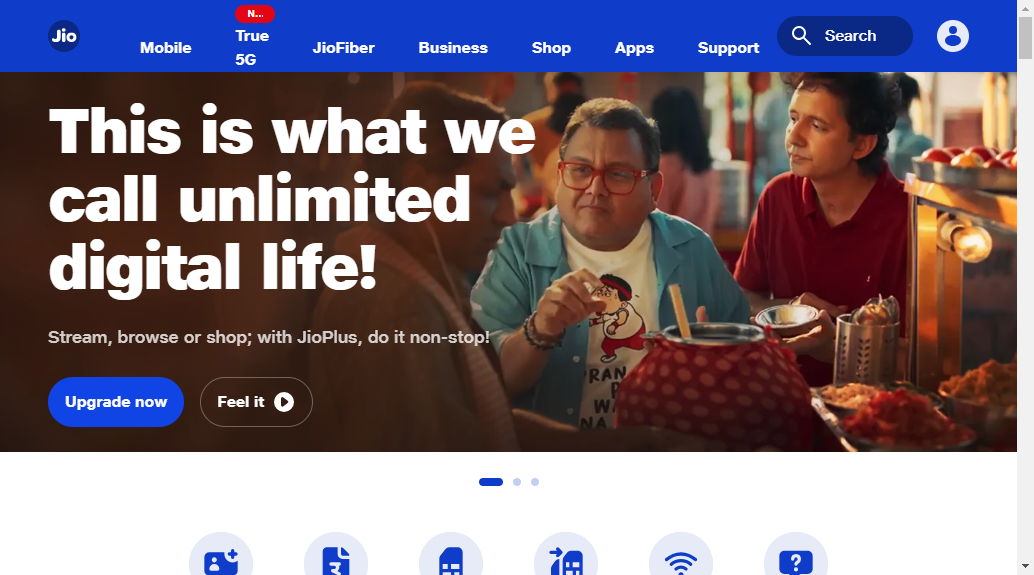 Jio
Mobile
N...
True
5G
JioFiber
Business
Shop
Apps
Support
Search
This is what we
call unlimited
digital life!
Stream, browse or shop; with JioPlus, do it non-stop!
Upgrade now
Feel it